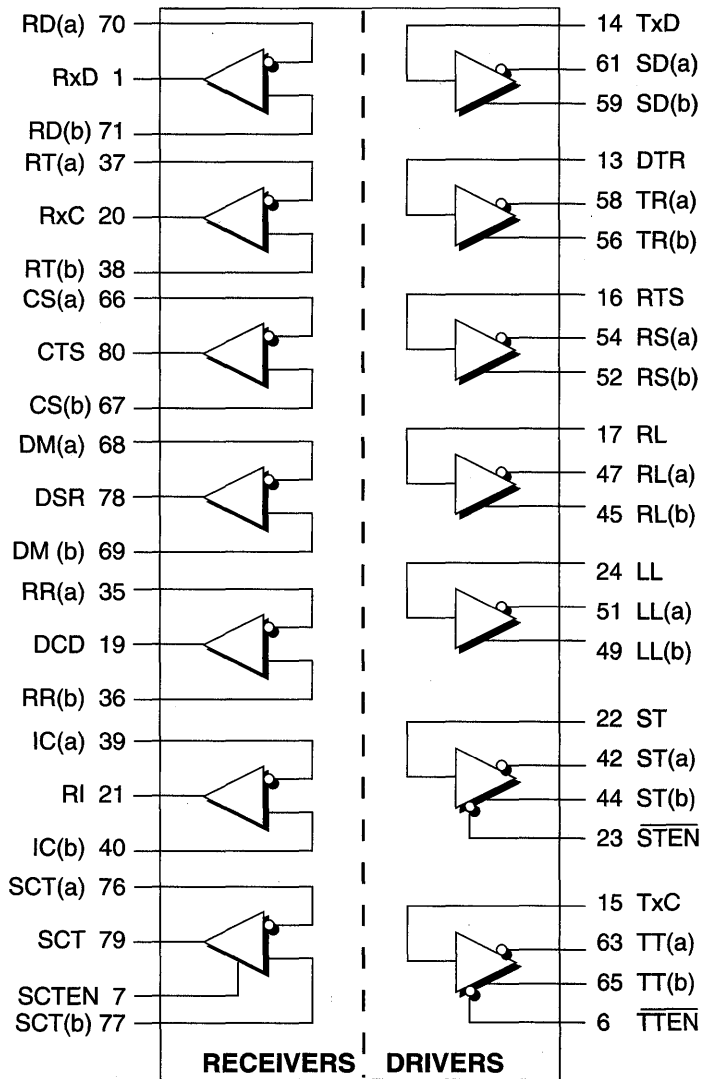 RD(a) 70
RxD 1
RD(b) 71
RT(a) 37
RxC 20
RT(b) 38
CS(a) 66
CTS 80
CS(b) 67
DM(a) 68
DSR 78
DM (b) 69
RR(a) 35
DCD 19
RR(b) 36
IC(a) 39
RI 21
IC(b) 40
SCT(a) 76
SCT 79
SCTEN 7
SCT(b) 77
14 TxD
61 SD(a)
59 SD(b)
13 DTR
58 TR(a)
56 TR(b)
16 RTS
54 RS(a)
52 RS(b)
17 RL
47 RL(a)
45 RL(b)
24 LL
51 LL(a)
49 LL(b)
22 ST
42 ST(a)
44 ST(b)
23 S̅T̅E̅N̅
15 TxC
63 TT(a)
65 TT(b)
6 T̅T̅E̅N̅
RECEIVERS DRIVERS